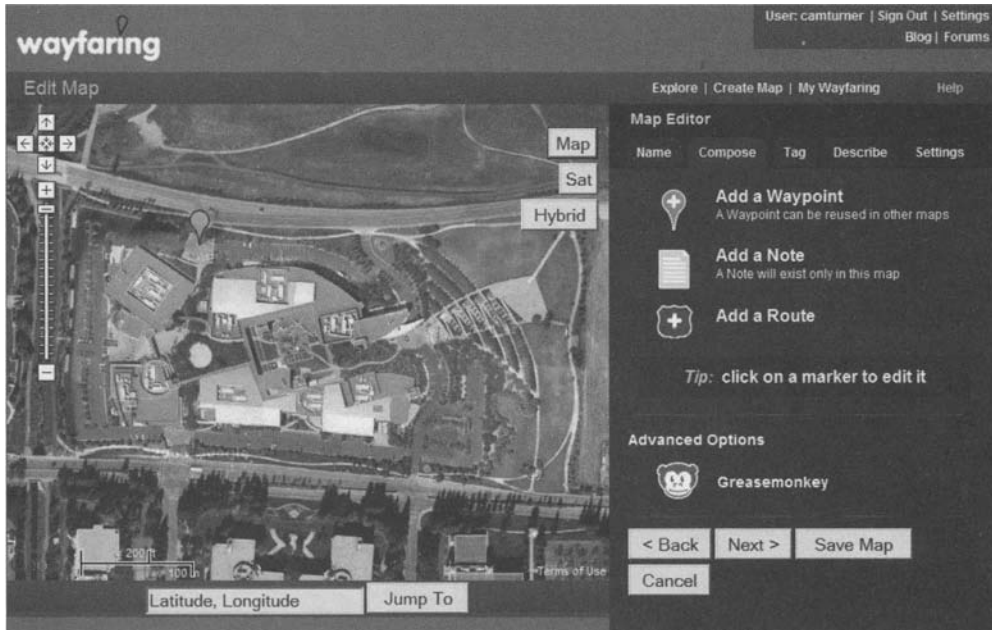 User: camturner | Sign Out | Settings
Blog | Forums
wayfaring
Edit Map
Explore | Create Map | My Wayfaring
Help
Map
Sat
Hybrid
Map Editor
Name Compose Tag Describe Settings
Add a Waypoint
A Waypoint can be reused in other maps
Add a Note
A Note will exist only in this map
Add a Route
Tip: click on a marker to edit it
Advanced Options
Greasemonkey
< Back Next > Save Map
Cancel
200 ft
100 m
Terms of Use
Latitude, Longitude Jump To